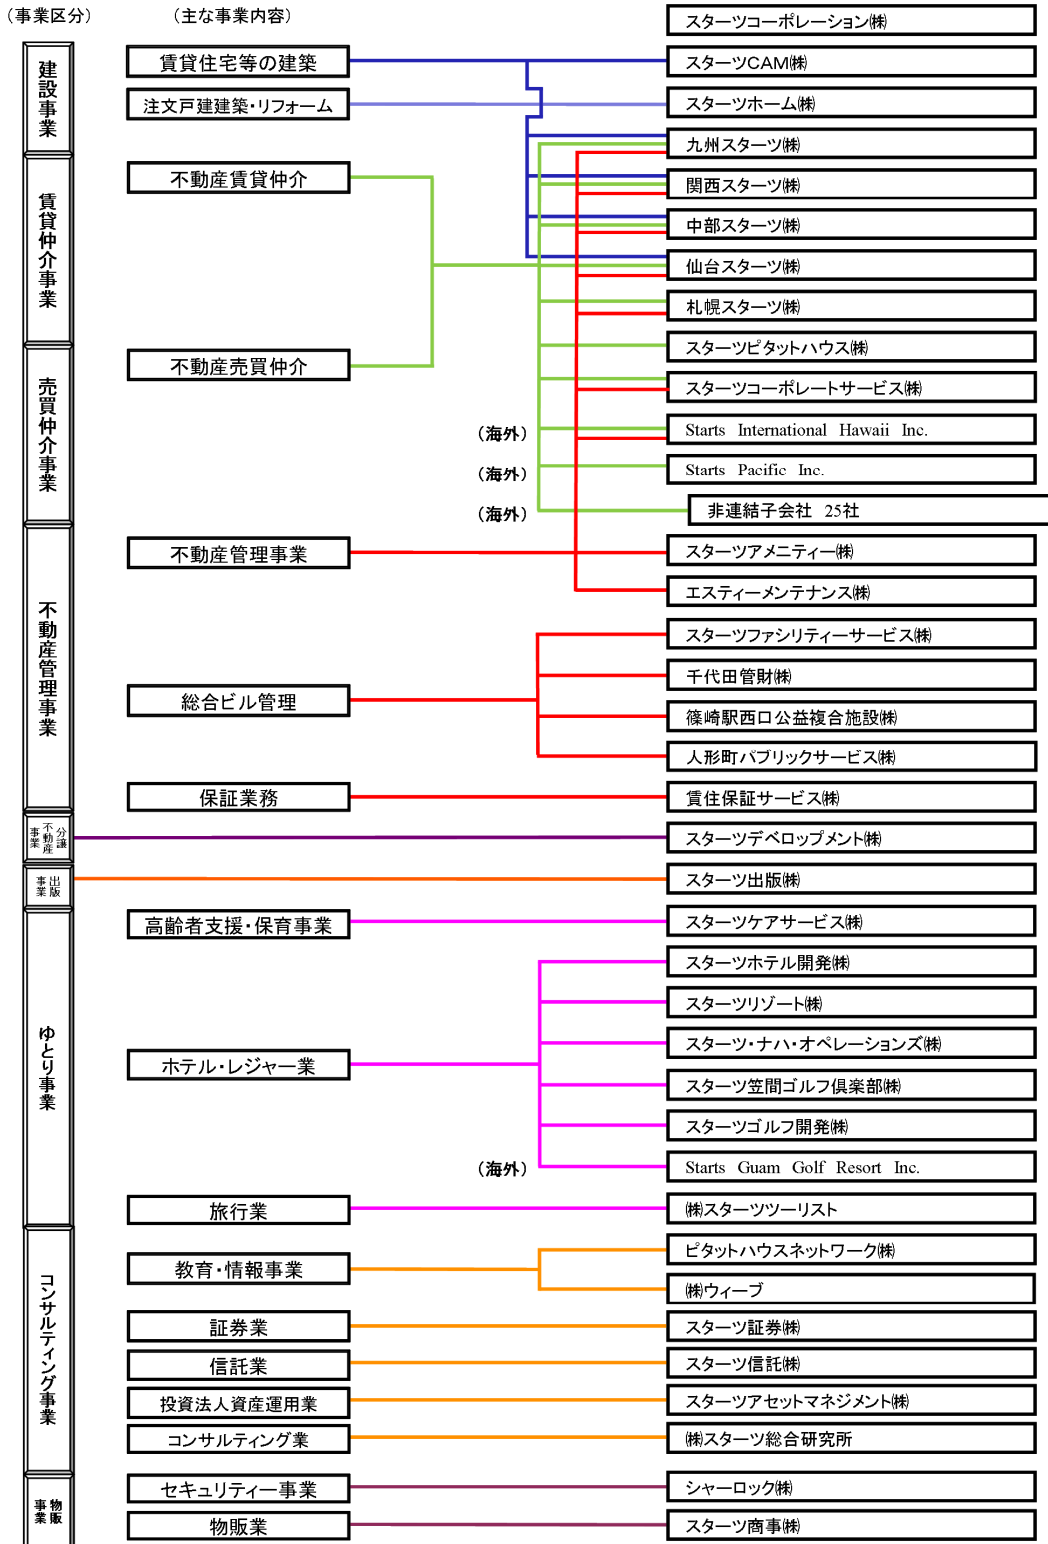 （事業区分）
（主な事業内容）
スターツコーポレーション㈱
建設事業
賃貸住宅等の建築
スターツCAM㈱
注文戸建建築・リフォーム
スターツホーム㈱
九州スターツ㈱
賃貸仲介事業
不動産賃貸仲介
関西スターツ㈱
中部スターツ㈱
仙台スターツ㈱
札幌スターツ㈱
売買仲介事業
不動産売買仲介
スターツピタットハウス㈱
スターツコーポレートサービス㈱
（海外）
Starts International Hawaii Inc.
（海外）
Starts Pacific Inc.
（海外）
非連結子会社 25社
不動産管理事業
不動産管理事業
スターツアメニティー㈱
エスティーメンテナンス㈱
スターツファシリティーサービス㈱
千代田管財㈱
総合ビル管理
篠崎駅西口公益複合施設㈱
人形町パブリックサービス㈱
保証業務
賃住保証サービス㈱
分譲
不動産
事業
スターツデベロップメント㈱
出版
事業
スターツ出版㈱
ゆとり事業
高齢者支援・保育事業
スターツケアサービス㈱
スターツホテル開発㈱
スターツリゾート㈱
ホテル・レジャー業
スターツ・ナハ・オペレーションズ㈱
スターツ笠間ゴルフ倶楽部㈱
スターツゴルフ開発㈱
（海外）
Starts Guam Golf Resort Inc.
旅行業
㈱スターツツーリスト
コンサルティング事業
教育・情報事業
ピタットハウスネットワーク㈱
㈱ウィーブ
証券業
スターツ証券㈱
信託業
スターツ信託㈱
投資法人資産運用業
スターツアセットマネジメント㈱
コンサルティング業
㈱スターツ総合研究所
物販
事業
セキュリティー事業
シャーロック㈱
物販業
スターツ商事㈱